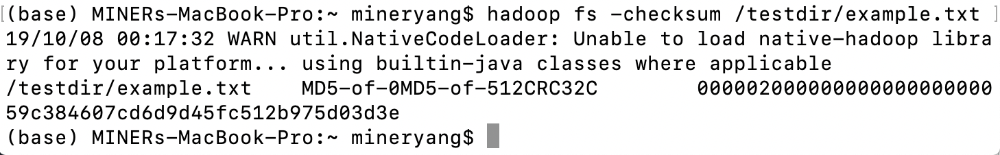 [(base) MINERs-MacBook-Pro:~ mineryang$ hadoop fs -checksum /testdir/example.txt ]
19/10/08 00:17:32 WARN util.NativeCodeLoader: Unable to load native-hadoop libra
ry for your platform... using builtin-java classes where applicable
/testdir/example.txt	MD5-of-0MD5-of-512CRC32C	000002000000000000000000
59c384607cd6d9d45fc512b975d03d3e
(base) MINERs-MacBook-Pro:~ mineryang$